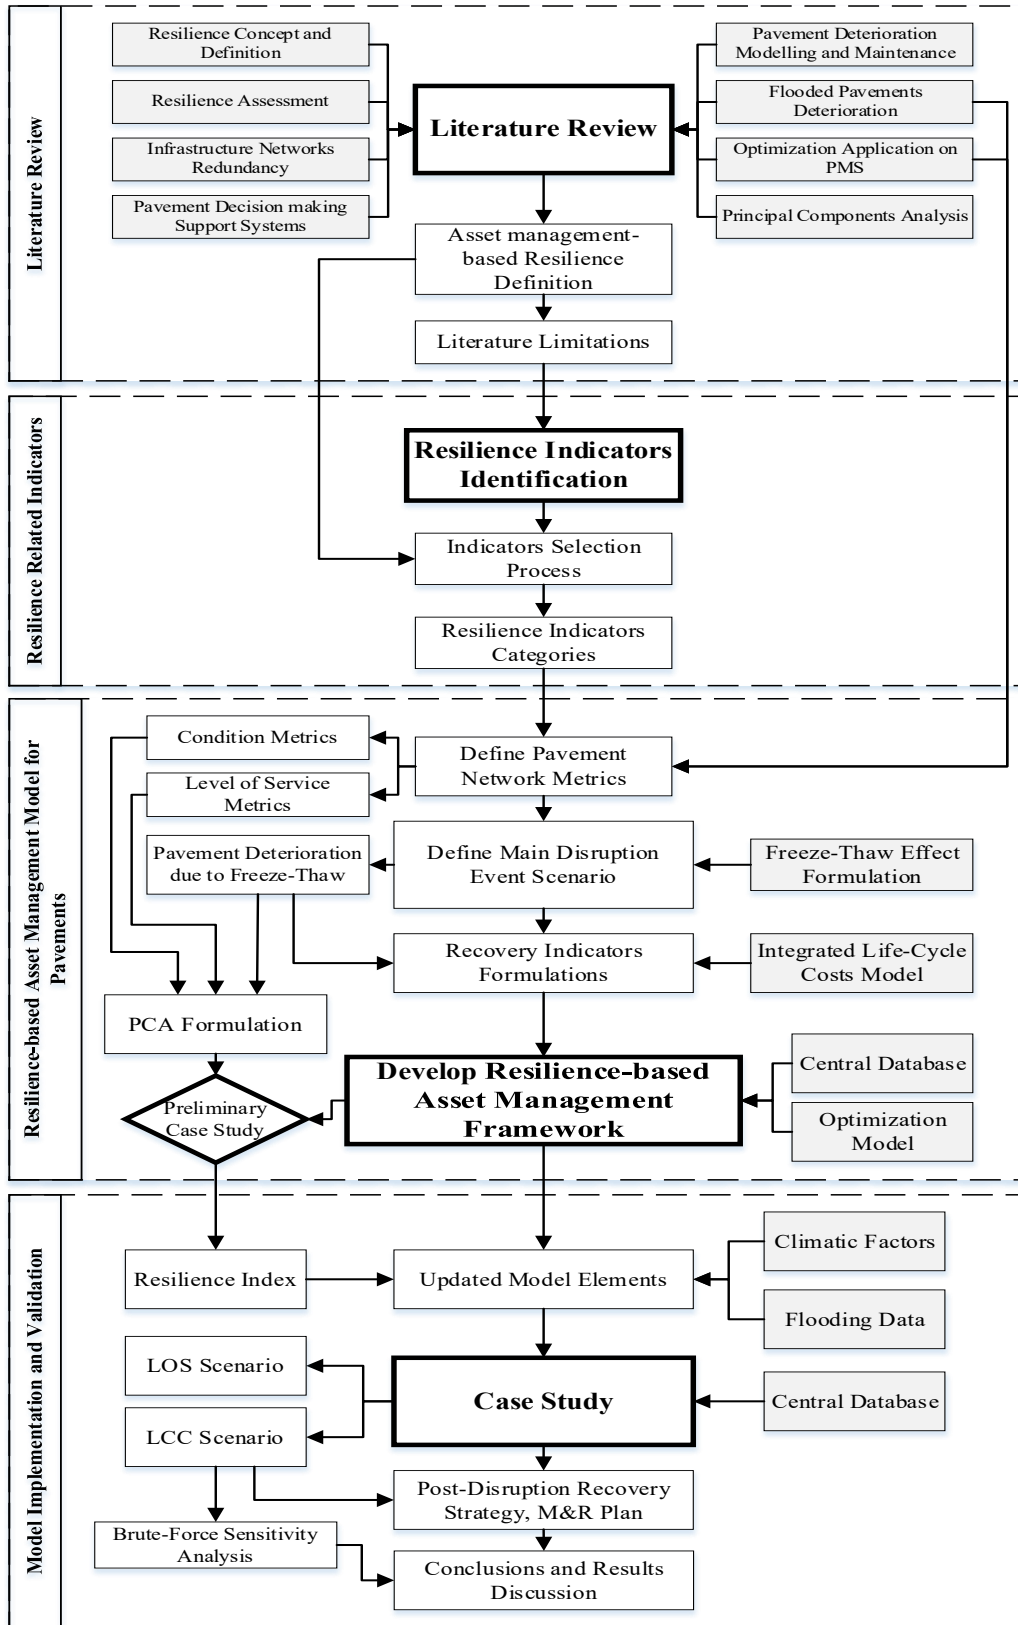 Literature Review
Resilience Concept and
Definition
Resilience Assessment
Infrastructure Networks
Redundancy
Pavement Decision making
Support Systems
Literature Review
Pavement Deterioration
Modelling and Maintenance
Flooded Pavements
Deterioration
Optimization Application on
PMS
Principal Components Analysis
Asset management-
based Resilience
Definition
Literature Limitations
Resilience Related Indicators
Resilience Indicators
Identification
Indicators Selection
Process
Resilience Indicators
Categories
Resilience-based Asset Management Model for
Pavements
Condition Metrics
Level of Service
Metrics
Define Pavement
Network Metrics
Pavement Deterioration
due to Freeze-Thaw
Define Main Disruption
Event Scenario
Freeze-Thaw Effect
Formulation
Recovery Indicators
Formulations
Integrated Life-Cycle
Costs Model
PCA Formulation
Preliminary
Case Study
Develop Resilience-based
Asset Management
Framework
Central Database
Optimization
Model
Model Implementation and Validation
Resilience Index
Updated Model Elements
Climatic Factors
Flooding Data
LOS Scenario
LCC Scenario
Case Study
Central Database
Post-Disruption Recovery
Strategy, M&R Plan
Brute-Force Sensitivity
Analysis
Conclusions and Results
Discussion